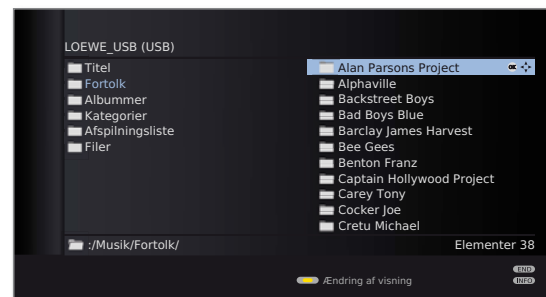 LOEWE_USB (USB)
Titel
Fortolk
Albummer
Kategorier
Afspilningsliste
Filer
Alan Parsons Project OK
Alphaville
Backstreet Boys
Bad Boys Blue
Barclay James Harvest
Bee Gees
Benton Franz
Captain Hollywood Project
Carey Tony
Cocker Joe
Cretu Michael
:/Musik/Fortolk/
Elementer 38
END
Ændring af visning
INFO